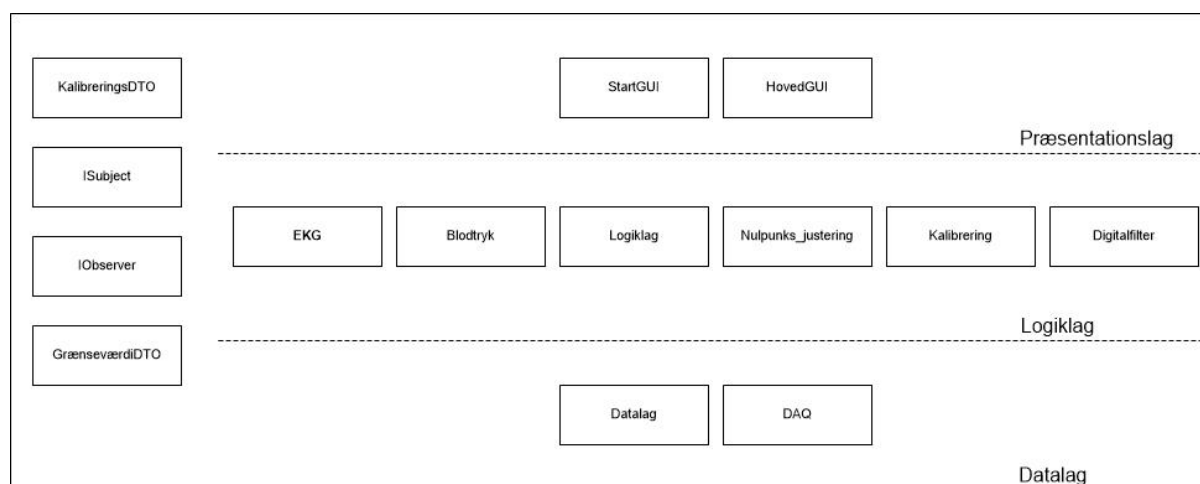 KalibreringsDTO
StartGUI
HovedGUI
Præsentationslag
ISubject
EKG
Blodtryk
Logiklag
Nulpunks_justering
Kalibrering
Digitalfilter
IObserver
Logiklag
GrænseværdiDTO
Datalag
DAQ
Datalag